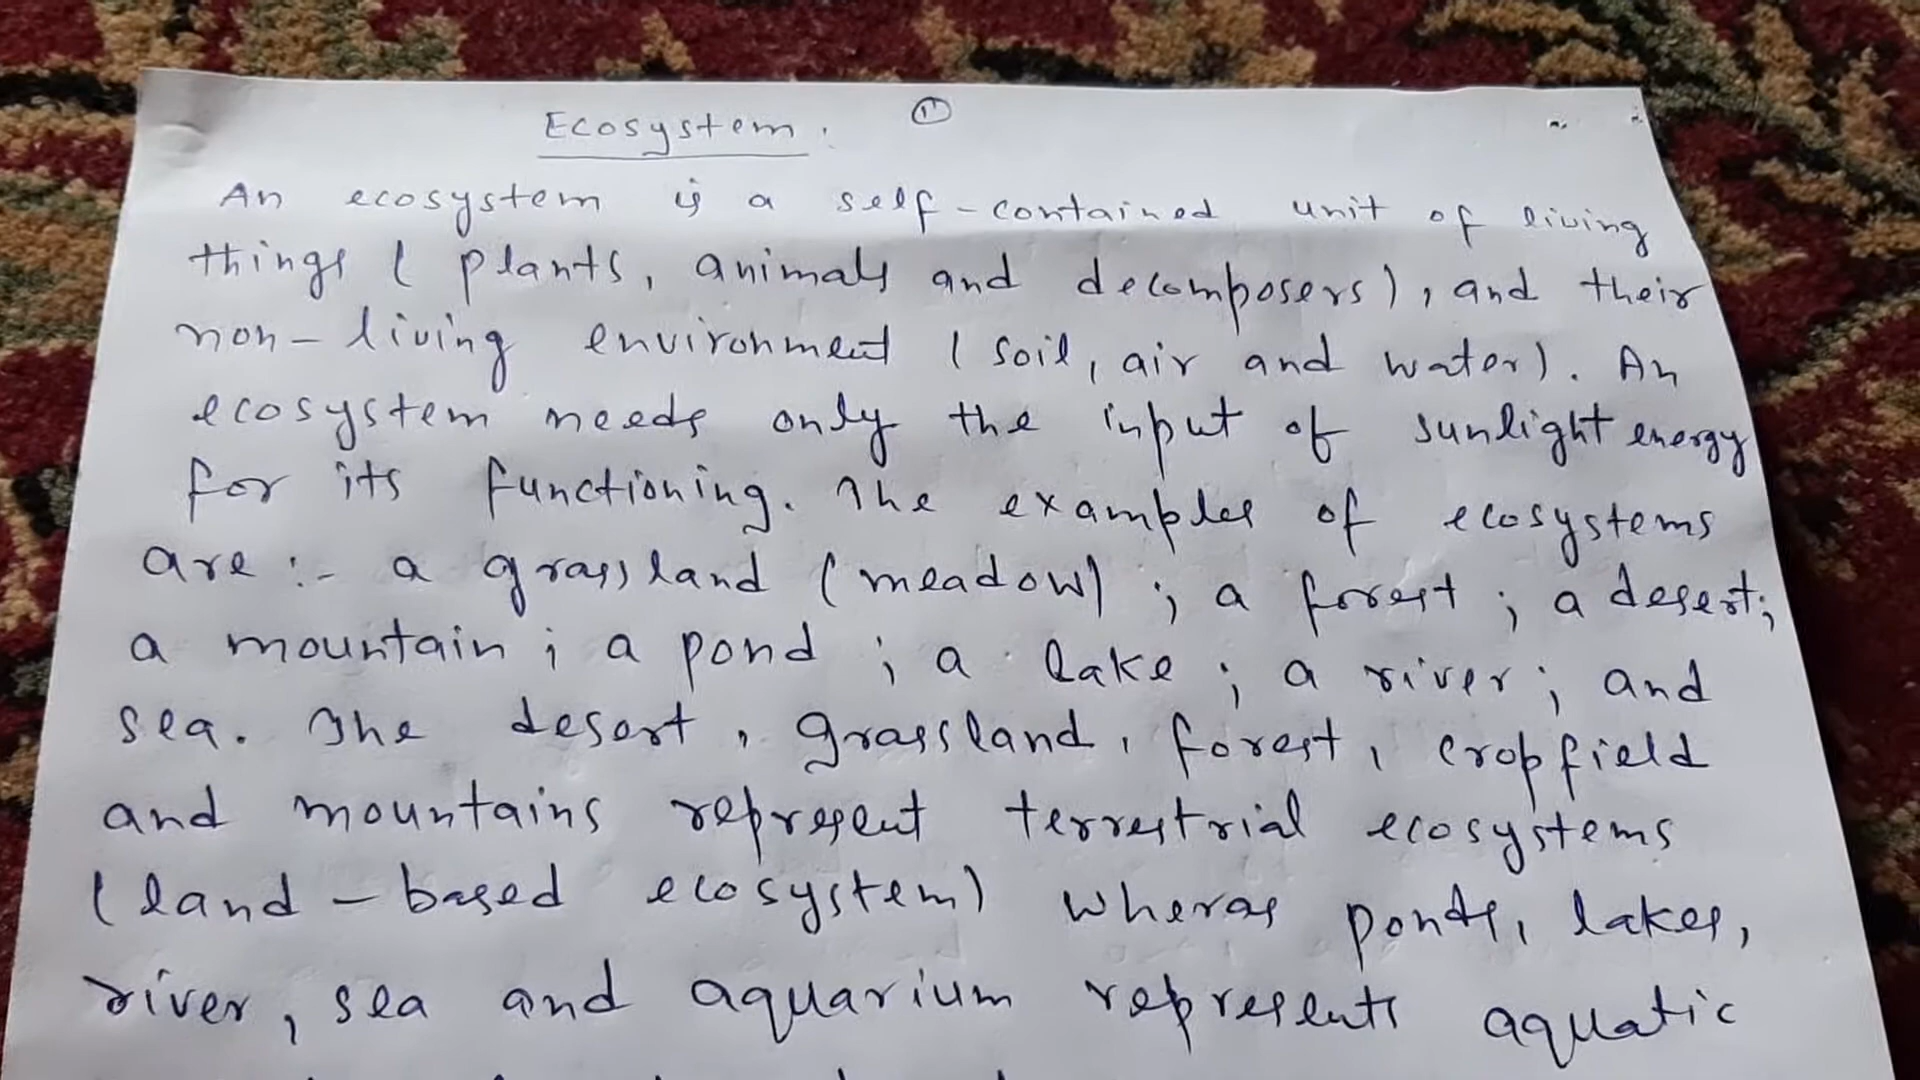 Ecosystem.
An ecosystem is a self-contained unit of living
things (plants, animals and decomposers), and their
non-living environment (soil, air and water). An
ecosystem needs only the input of sunlight energy
for its functioning. The examples of ecosystems
are :- a grassland (meadow) ; a forest ; a desert;
a mountain ; a pond ; a lake ; a river ; and
sea. The desert, grassland, forest, cropfield
and mountains represent terrestrial ecosystems
(land-based ecosystem) wheras ponds, lakes,
river, sea and aquarium represents aquatic